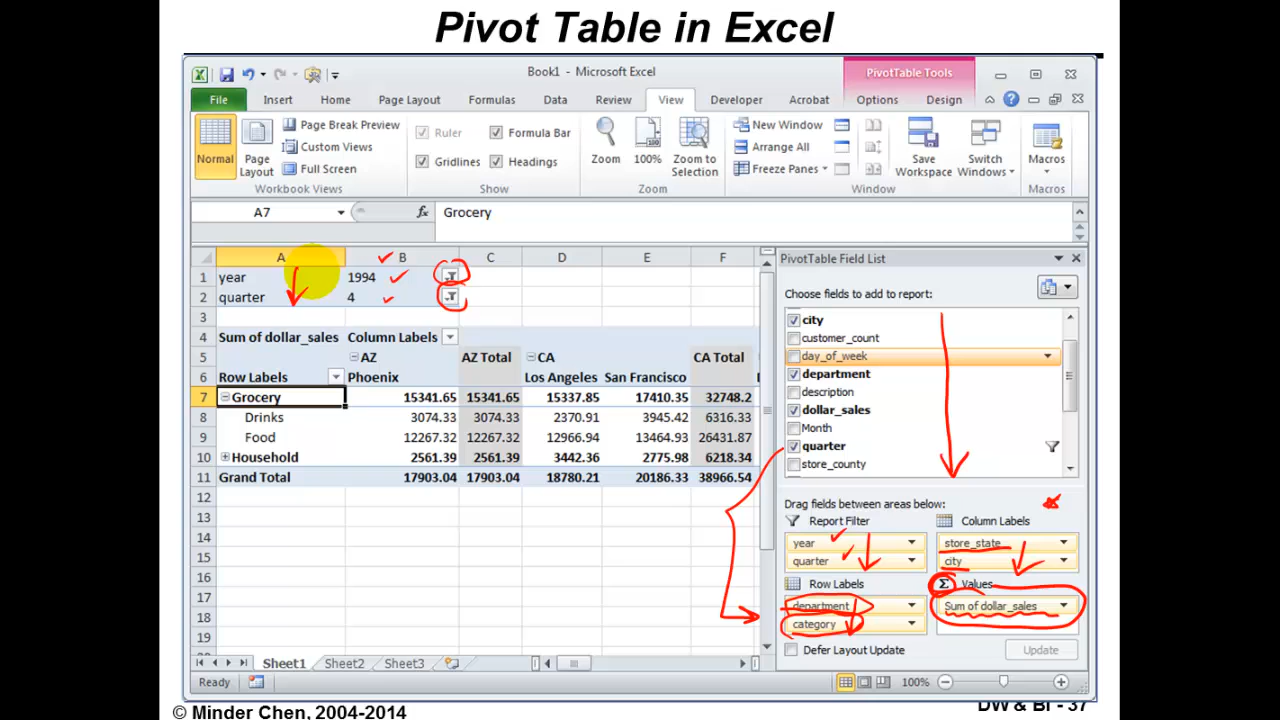 Pivot Table in Excel
Book1 - Microsoft Excel
PivotTable Tools
File Insert Home Page Layout Formulas Data Review View Developer Acrobat Options Design
Normal
Page Layout
Page Break Preview
Custom Views
Full Screen
Workbook Views
Ruler
Formula Bar
Gridlines
Headings
Show
Zoom
100%
Zoom to Selection
Zoom
New Window
Arrange All
Freeze Panes
Save Workspace
Switch Windows
Window
Macros
Macros
A7 fx Grocery
A B C D E F
1 year 1994
2 quarter 4
3
4 Sum of dollar_sales Column Labels
5 AZ AZ Total CA CA Total
6 Row Labels Phoenix Los Angeles San Francisco
7 Grocery 15341.65 15341.65 15337.85 17410.35 32748.2
8 Drinks 3074.33 3074.33 2370.91 3945.42 6316.33
9 Food 12267.32 12267.32 12966.94 13464.93 26431.87
10 Household 2561.39 2561.39 3442.36 2775.98 6218.34
11 Grand Total 17903.04 17903.04 18780.21 20186.33 38966.54
12
13
14
15
16
17
18
19
PivotTable Field List
Choose fields to add to report:
city
customer_count
day_of_week
department
description
dollar_sales
Month
quarter
store_county
Drag fields between areas below:
Report Filter Column Labels
year store_state
quarter city
Row Labels Σ Values
department Sum of dollar_sales
category
Defer Layout Update Update
Sheet1 Sheet2 Sheet3
Ready 100%
© Minder Chen, 2004-2014
DW & BI - 37